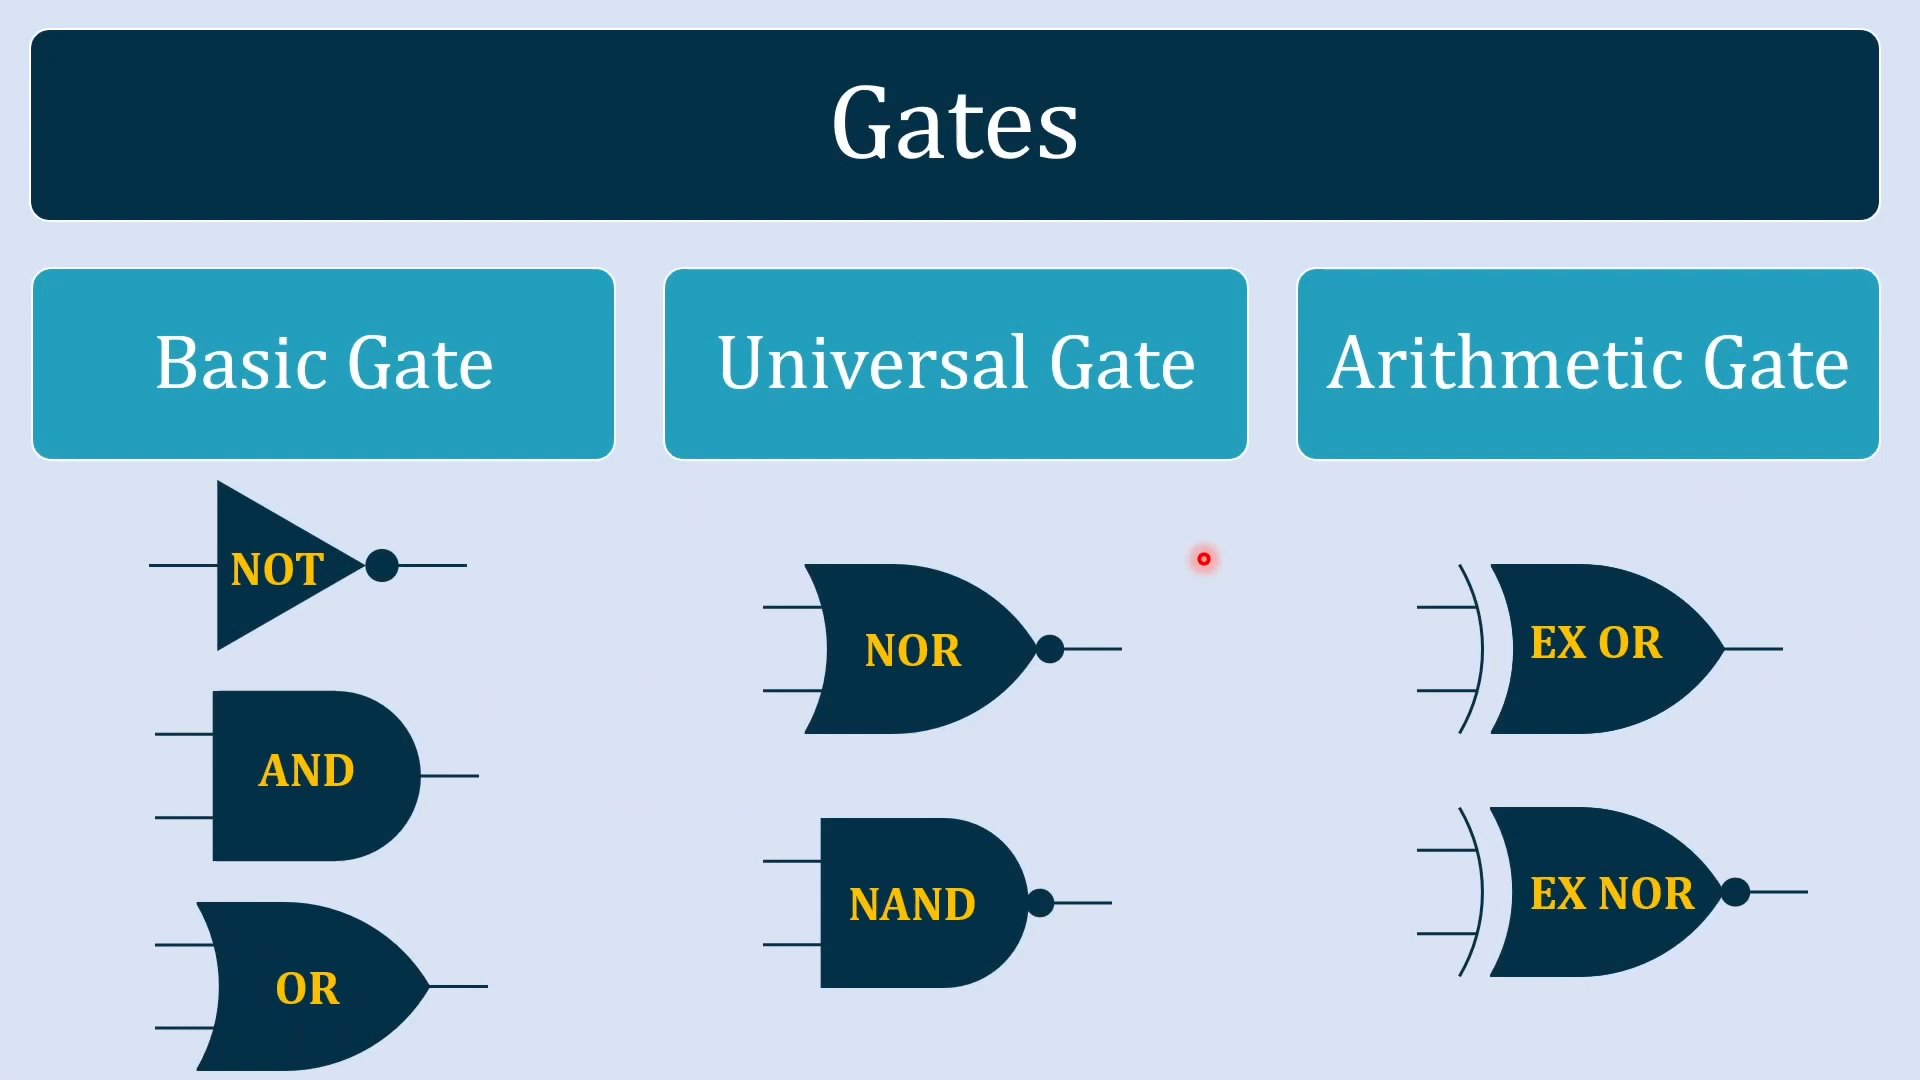 Gates
Basic Gate
Universal Gate
Arithmetic Gate
NOT
AND
OR
NOR
NAND
EX OR
EX NOR